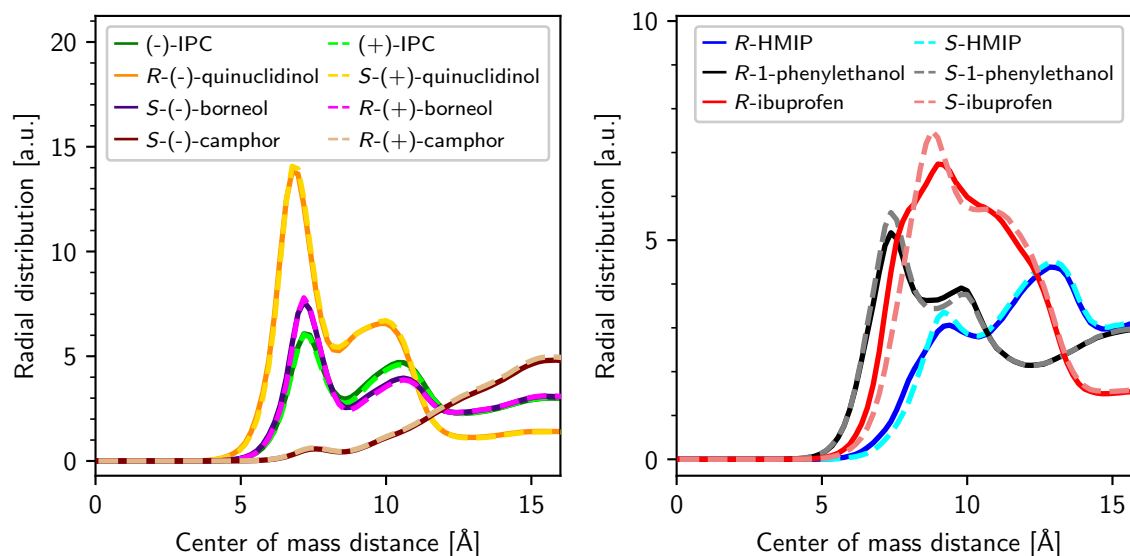 20
15
10
5
0
Radial distribution [a.u.]
(-)-IPC
R-(-)-quinuclidinol
S-(-)-borneol
S-(-)-camphor
(+)-IPC
S-(+)-quinuclidinol
R-(+)-borneol
R-(+)-camphor
0 5 10 15
Center of mass distance [Å]
10
5
0
Radial distribution [a.u.]
R-HMIP
R-1-phenylethanol
R-ibuprofen
S-HMIP
S-1-phenylethanol
S-ibuprofen
0 5 10 15
Center of mass distance [Å]